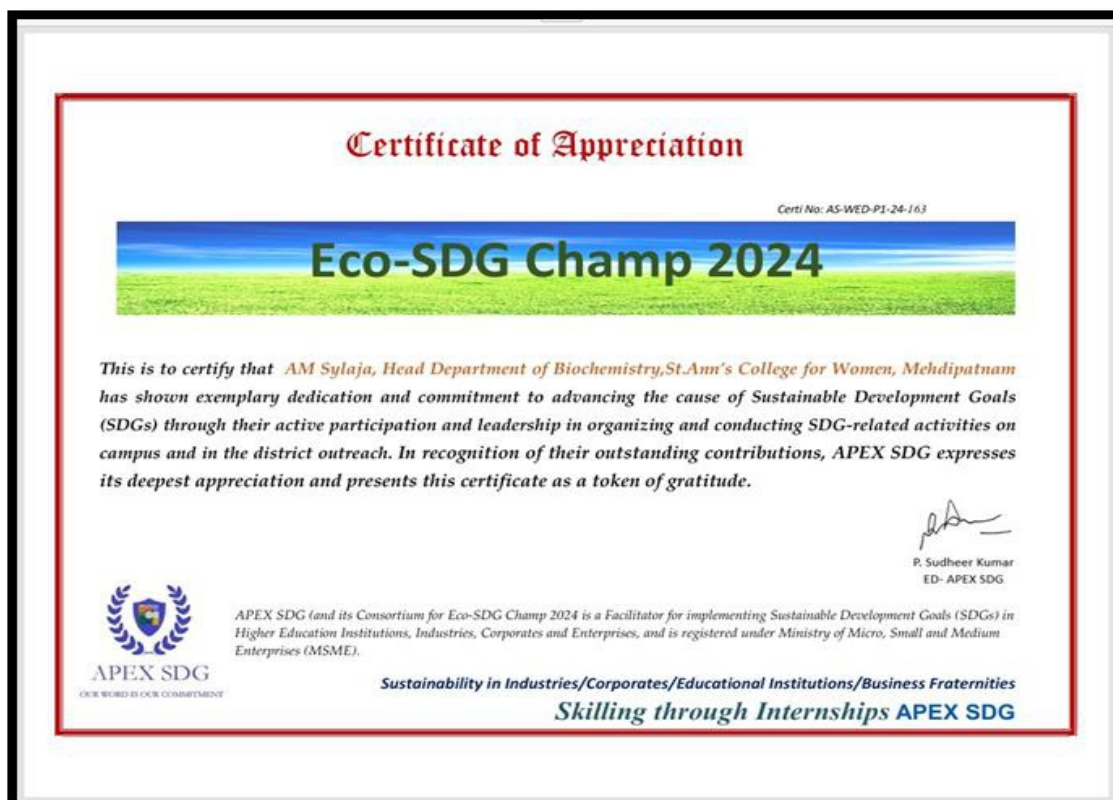 Certificate of Appreciation
Certi No: AS-WED-P1-24-163
Eco-SDG Champ 2024
This is to certify that AM Sylaja, Head Department of Biochemistry,St.Ann's College for Women, Mehdipatnam
has shown exemplary dedication and commitment to advancing the cause of Sustainable Development Goals
(SDGs) through their active participation and leadership in organizing and conducting SDG-related activities on
campus and in the district outreach. In recognition of their outstanding contributions, APEX SDG expresses
its deepest appreciation and presents this certificate as a token of gratitude.
P. Sudheer Kumar
ED- APEX SDG
APEX SDG (and its Consortium for Eco-SDG Champ 2024 is a Facilitator for implementing Sustainable Development Goals (SDGs) in
Higher Education Institutions, Industries, Corporates and Enterprises, and is registered under Ministry of Micro, Small and Medium
Enterprises (MSME).
APEX SDG
OUR WORD IS OUR COMMITMENT
Sustainability in Industries/Corporates/Educational Institutions/Business Fraternities
Skilling through Internships APEX SDG